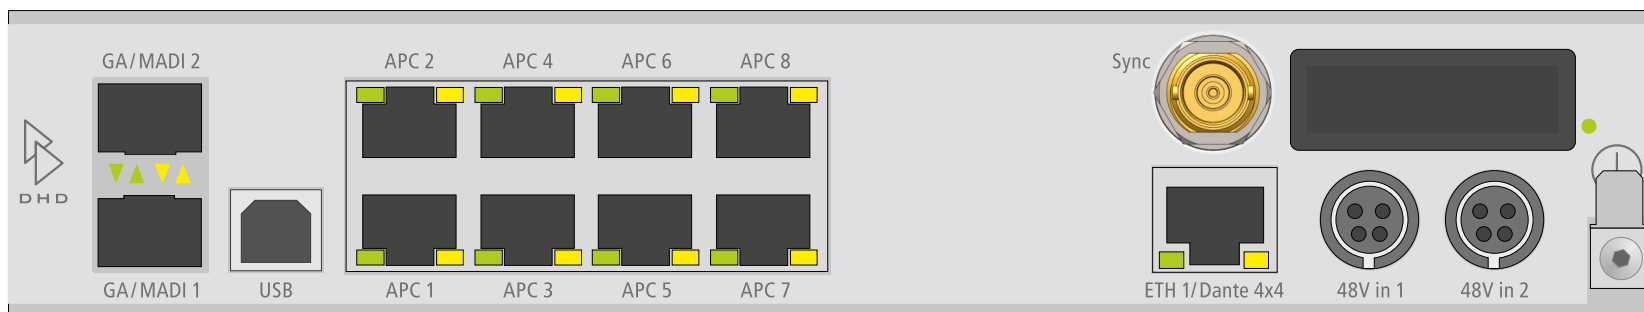 GA/MADI 2
APC 2
APC 4
APC 6
APC 8
Sync
DHD
GA/MADI 1
USB
APC 1
APC 3
APC 5
APC 7
ETH 1/Dante 4x4
48V in 1
48V in 2